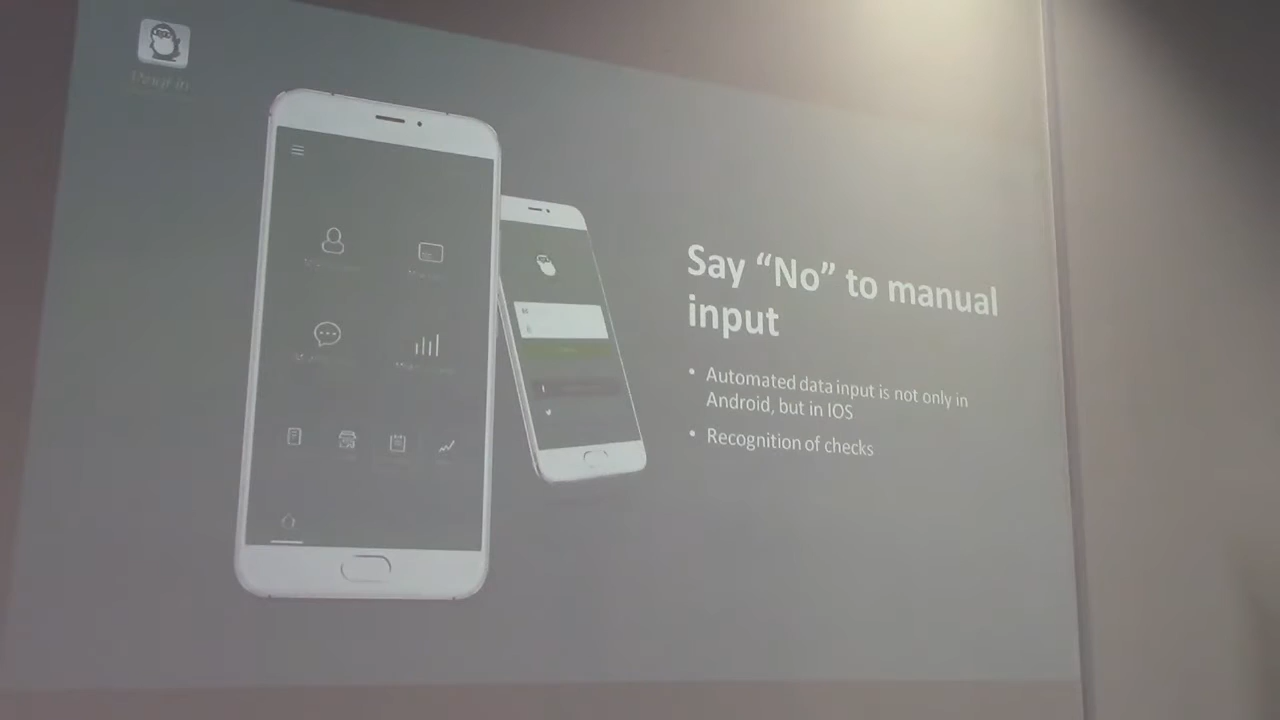 Say “No” to manual
input
• Automated data input is not only in
Android, but in IOS
• Recognition of checks